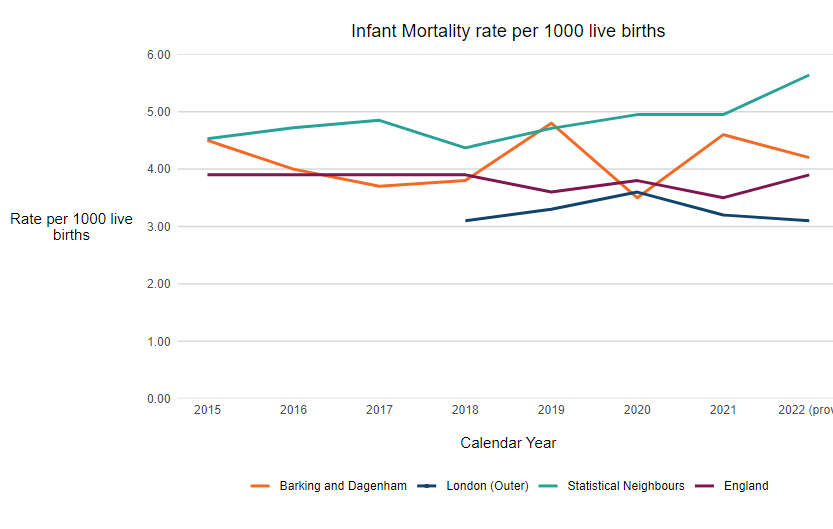 Infant Mortality rate per 1000 live births
6.00
5.00
4.00
3.00
2.00
1.00
0.00
Rate per 1000 live
births
2015 2016 2017 2018 2019 2020 2021 2022 (prov
Calendar Year
Barking and Dagenham London (Outer) Statistical Neighbours England